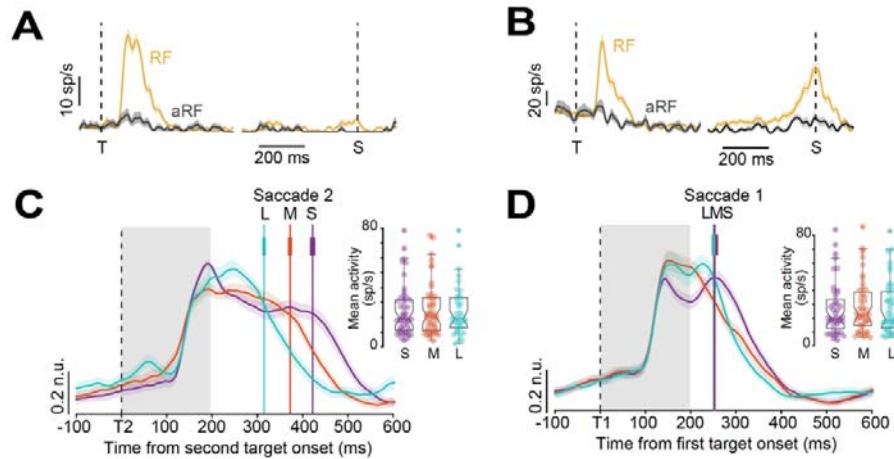 A
RF
aRF
10 sp/s
T
S
200 ms
B
RF
aRF
20 sp/s
T
S
200 ms
C
Saccade 2
L M S
80
Mean activity
(sp/s)
0
S M L
0.2 n.u.
-100 T2 100 200 300 400 500 600
Time from second target onset (ms)
D
Saccade 1
LMS
80
Mean activity
(sp/s)
0
S M L
0.2 n.u.
-100 T1 100 200 300 400 500 600
Time from first target onset (ms)